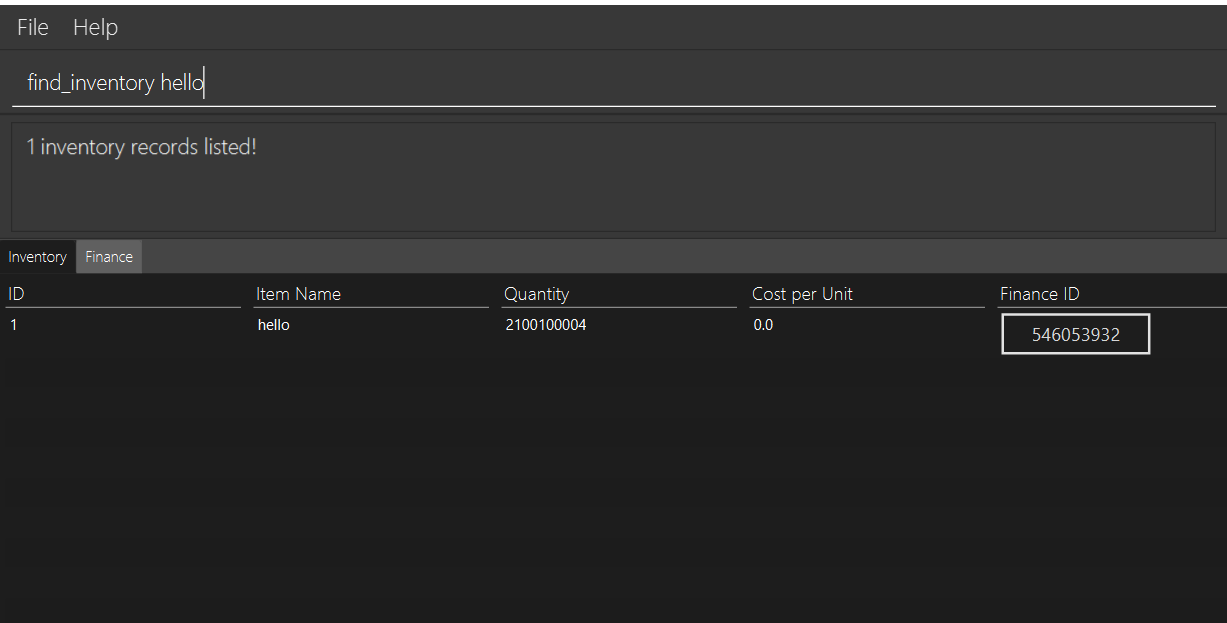 File Help
find_inventory hello
1 inventory records listed!
Inventory Finance
ID Item Name Quantity Cost per Unit Finance ID
1 hello 2100100004 0.0 546053932